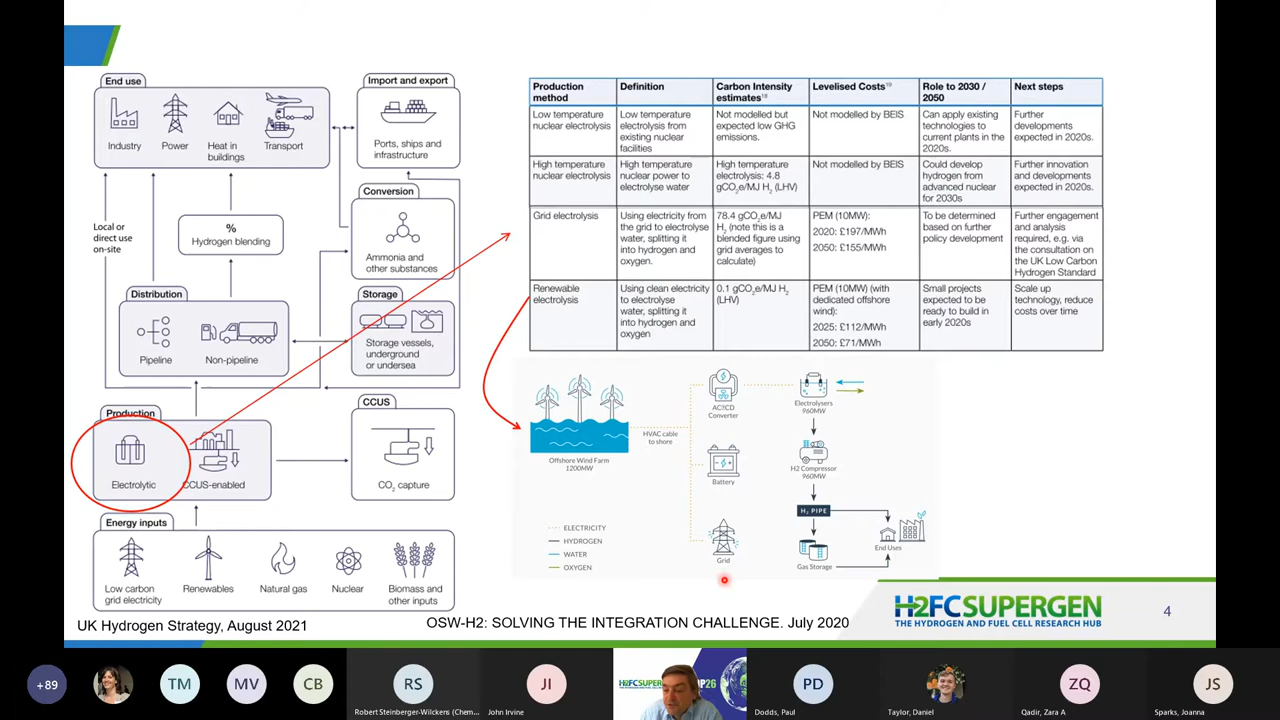 End use
Industry
Power
Heat in
buildings
Transport
Import and export
Ports, ships and
infrastructure
Conversion
Ammonia and
other substances
Local or
direct use
on-site
%
Hydrogen blending
Distribution
Pipeline
Non-pipeline
Storage
Storage vessels,
underground
or undersea
Production
Electrolytic
CCUS-enabled
CCUS
CO2 capture
Energy inputs
Low carbon
grid electricity
Renewables
Natural gas
Nuclear
Biomass and
other inputs
UK Hydrogen Strategy, August 2021
Production
method
Definition
Carbon Intensity
estimates18
Levelised Costs19
Role to 2030 /
2050
Next steps
Low temperature
nuclear electrolysis
Low temperature
electrolysis from
existing nuclear
facilities
Not modelled but
expected low GHG
emissions.
Not modelled by BEIS
Can apply existing
technologies to
current plants in the
2020s.
Further
developments
expected in 2020s.
High temperature
nuclear electrolysis
High temperature
nuclear power to
electrolyse water
High temperature
electrolysis: 4.8
gCO2e/MJ H2 (LHV)
Not modelled by BEIS
Could develop
hydrogen from
advanced nuclear
for 2030s
Further innovation
and developments
expected in 2020s.
Grid electrolysis
Using electricity from
the grid to electrolyse
water, splitting it
into hydrogen and
oxygen.
78.4 gCO2e/MJ
H2 (note this is a
blended figure using
grid averages to
calculate)
PEM (10MW):
2020: £197/MWh
2050: £155/MWh
To be determined
based on further
policy development
Further engagement
and analysis
required, e.g. via
the consultation on
the UK Low Carbon
Hydrogen Standard
Renewable
electrolysis
Using clean electricity
to electrolyse
water, splitting it
into hydrogen and
oxygen
0.1 gCO2e/MJ H2
(LHV)
PEM (10MW) (with
dedicated offshore
wind):
2025: £112/MWh
2050: £71/MWh
Small projects
expected to be
ready to build in
early 2020s
Scale up
technology, reduce
costs over time
Offshore Wind Farm
1200MW
HVAC cable
to shore
AC/CD
Converter
Battery
Grid
Electrolysers
960MW
H2 Compressor
960MW
H2 PIPE
Gas Storage
End Uses
ELECTRICITY
HYDROGEN
WATER
OXYGEN
OSW-H2: SOLVING THE INTEGRATION CHALLENGE. July 2020
H2FCSUPERGEN
THE HYDROGEN AND FUEL CELL RESEARCH HUB
4
+89
TM
MV
CB
RS
Robert Steinberger-Wilckers (Chem...
JI
John Irvine
H2FCSUPER
P26
PD
Dodds, Paul
Taylor, Daniel
ZQ
Qadir, Zara A
JS
Sparks, Joanna